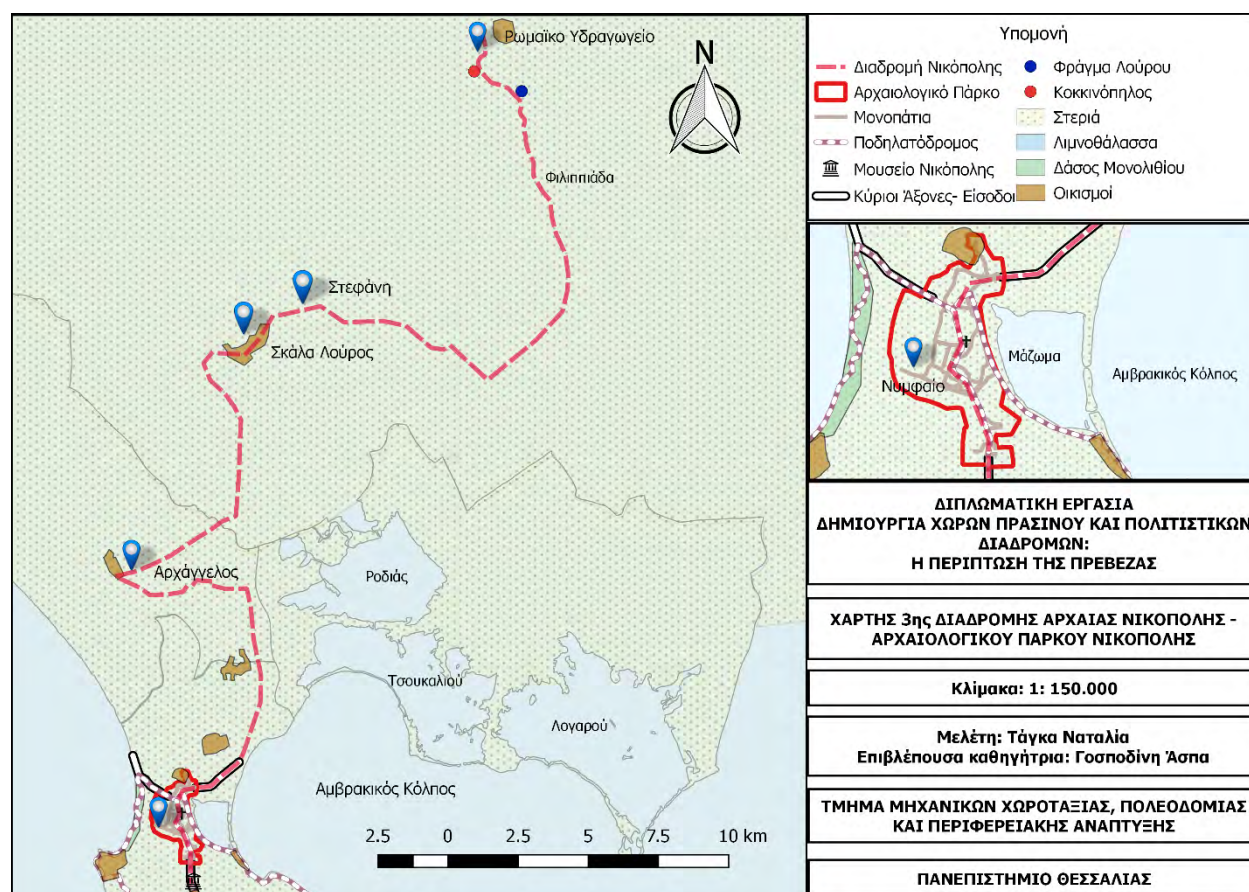 Ρωμαϊκο Υδραγωγείο
N
Φιλιππιάδα
Στεφάνη
Σκάλα Λούρος
Αρχάγγελος
Ροδιάς
Τσουκαλιού
Λογαρού
Αμβρακικός Κόλπος
2.5 0 2.5 5 7.5 10 km
Υπομονή
Διαδρομή Νικόπολης
Αρχαιολογικό Πάρκο
Μονοπάτια
Ποδηλατόδρομος
Μουσείο Νικόπολης
Κύριοι Άξονες- Είσοδοι
Φράγμα Λούρου
Κοκκινόπηλος
Στεριά
Λιμνοθάλασσα
Δάσος Μονολιθίου
Οικισμοί
Μάζωμα
Αμβρακικός Κόλπος
Νυμφαίο
ΔΙΠΛΩΜΑΤΙΚΗ ΕΡΓΑΣΙΑ
ΔΗΜΙΟΥΡΓΙΑ ΧΩΡΩΝ ΠΡΑΣΙΝΟΥ ΚΑΙ ΠΟΛΙΤΙΣΤΙΚΩΝ
ΔΙΑΔΡΟΜΩΝ:
Η ΠΕΡΙΠΤΩΣΗ ΤΗΣ ΠΡΕΒΕΖΑΣ
ΧΑΡΤΗΣ 3ης ΔΙΑΔΡΟΜΗΣ ΑΡΧΑΙΑΣ ΝΙΚΟΠΟΛΗΣ -
ΑΡΧΑΙΟΛΟΓΙΚΟΥ ΠΑΡΚΟΥ ΝΙΚΟΠΟΛΗΣ
Κλίμακα: 1: 150.000
Μελέτη: Τάγκα Ναταλία
Επιβλέπουσα καθηγήτρια: Γοσποδίνη Άσπα
ΤΜΗΜΑ ΜΗΧΑΝΙΚΩΝ ΧΩΡΟΤΑΞΙΑΣ, ΠΟΛΕΟΔΟΜΙΑΣ
ΚΑΙ ΠΕΡΙΦΕΡΕΙΑΚΗΣ ΑΝΑΠΤΥΞΗΣ
ΠΑΝΕΠΙΣΤΗΜΙΟ ΘΕΣΣΑΛΙΑΣ